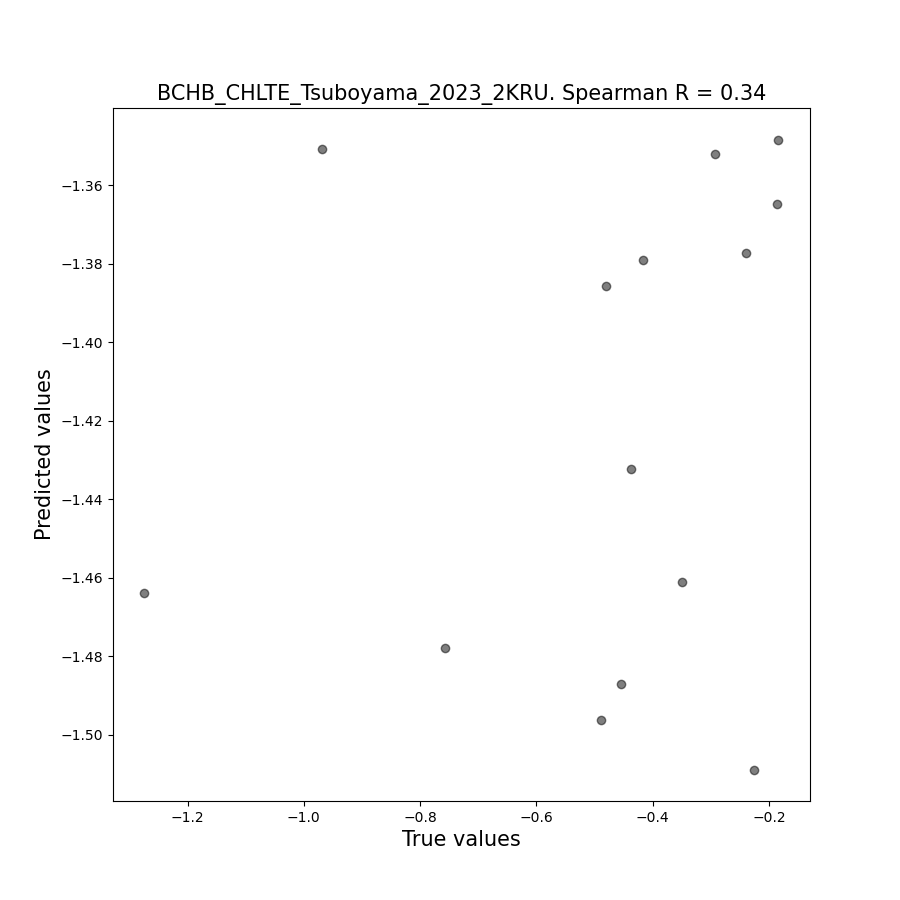 BCHB_CHLTE_Tsuboyama_2023_2KRU. Spearman R = 0.34
Predicted values
−1.36
−1.38
−1.40
−1.42
−1.44
−1.46
−1.48
−1.50
−1.2 −1.0 −0.8 −0.6 −0.4 −0.2
True values